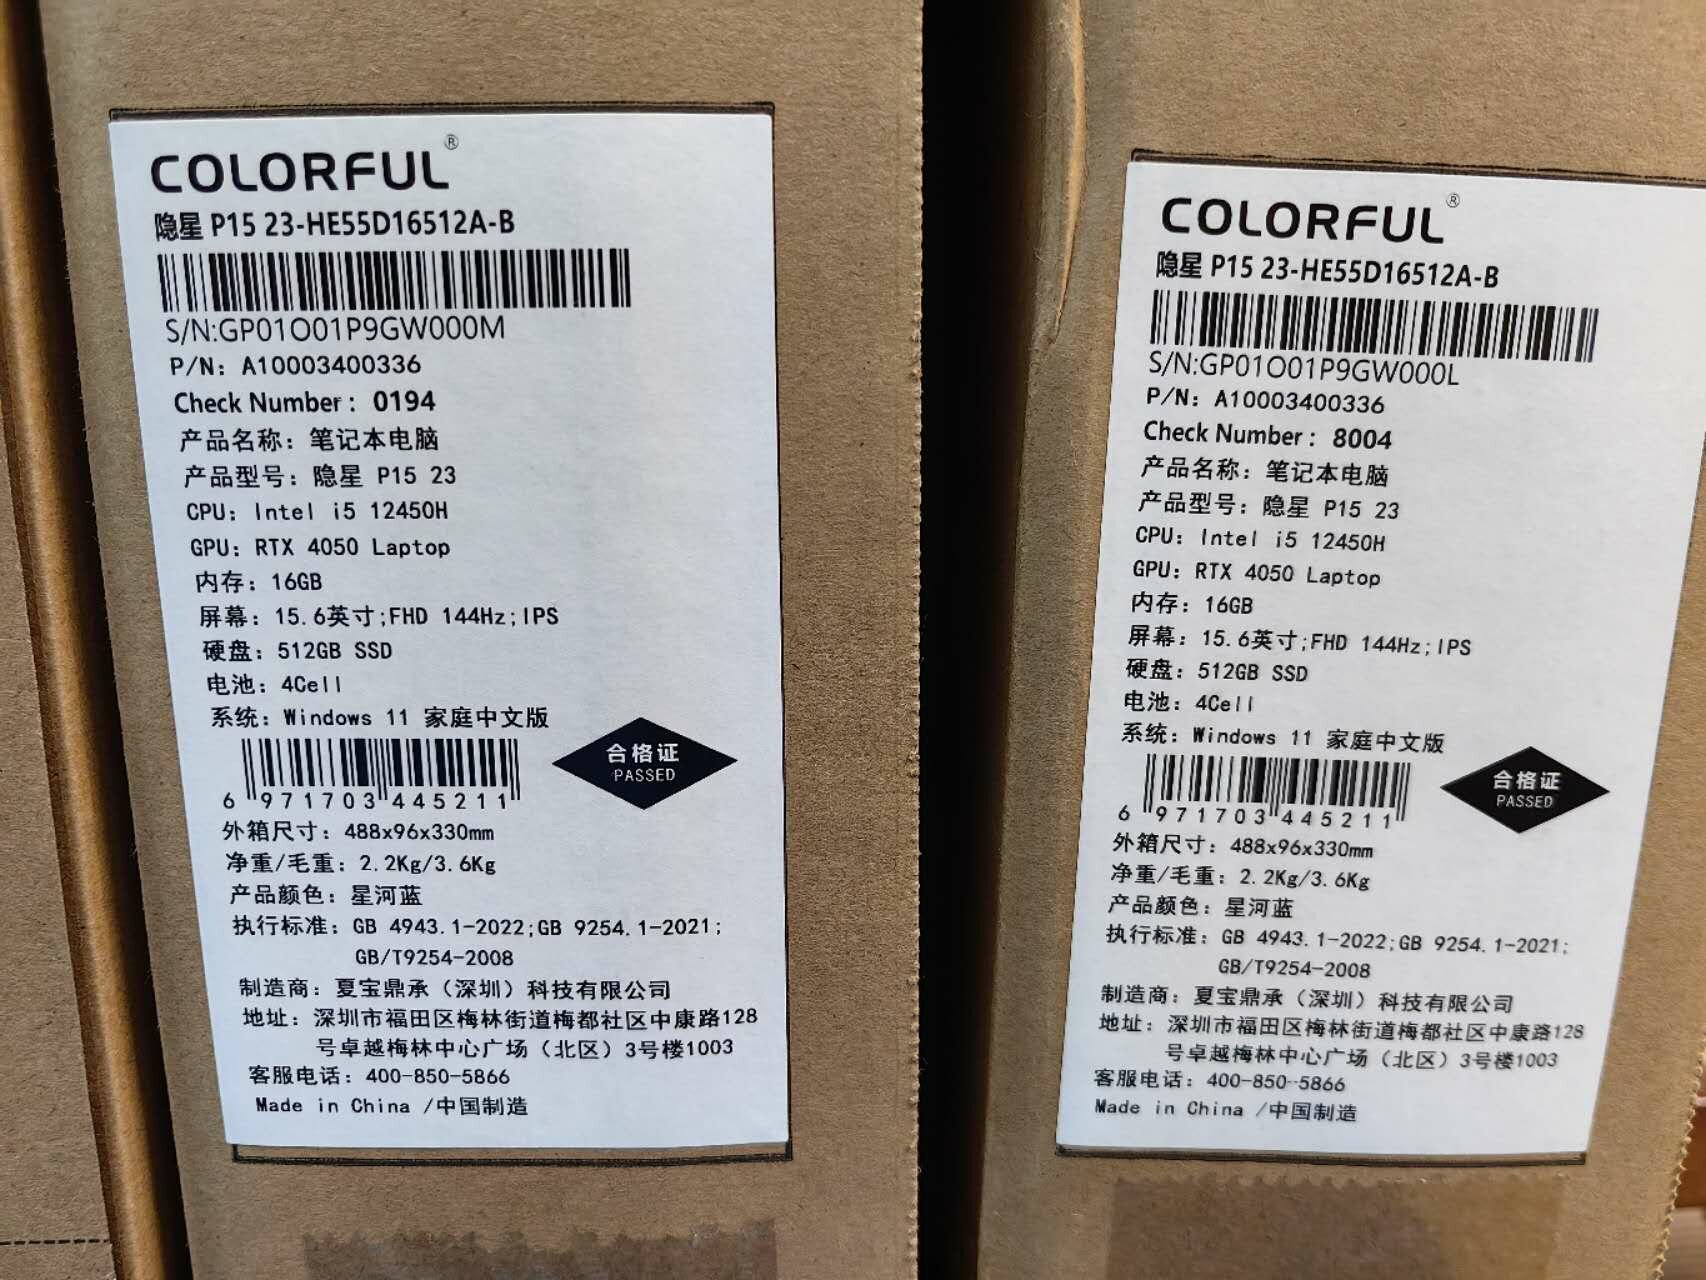 COLORFUL®
隐星 P15 23-HE55D16512A-B
S/N:GP01O01P9GW000M
P/N: A10003400336
Check Number: 0194
产品名称: 笔记本电脑
产品型号: 隐星 P15 23
CPU: Intel i5 12450H
GPU: RTX 4050 Laptop
内存: 16GB
屏幕: 15.6英寸;FHD 144Hz;IPS
硬盘: 512GB SSD
电池: 4Cell
系统: Windows 11 家庭中文版
合格证
PASSED
6 971703 445211
外箱尺寸: 488x96x330mm
净重/毛重: 2.2Kg/3.6Kg
产品颜色: 星河蓝
执行标准: GB 4943.1-2022;GB 9254.1-2021;
GB/T9254-2008
制造商: 夏宝鼎承（深圳）科技有限公司
地址: 深圳市福田区梅林街道梅都社区中康路128
号卓越梅林中心广场（北区）3号楼1003
客服电话: 400-850-5866
Made in China /中国制造
COLORFUL®
隐星 P15 23-HE55D16512A-B
S/N:GP01O01P9GW000L
P/N: A10003400336
Check Number: 8004
产品名称: 笔记本电脑
产品型号: 隐星 P15 23
CPU: Intel i5 12450H
GPU: RTX 4050 Laptop
内存: 16GB
屏幕: 15.6英寸;FHD 144Hz;IPS
硬盘: 512GB SSD
电池: 4Cell
系统: Windows 11 家庭中文版
合格证
PASSED
6 971703 445211
外箱尺寸: 488x96x330mm
净重/毛重: 2.2Kg/3.6Kg
产品颜色: 星河蓝
执行标准: GB 4943.1-2022;GB 9254.1-2021;
GB/T9254-2008
制造商: 夏宝鼎承（深圳）科技有限公司
地址: 深圳市福田区梅林街道梅都社区中康路128
号卓越梅林中心广场（北区）3号楼1003
客服电话: 400-850-5866
Made in China /中国制造